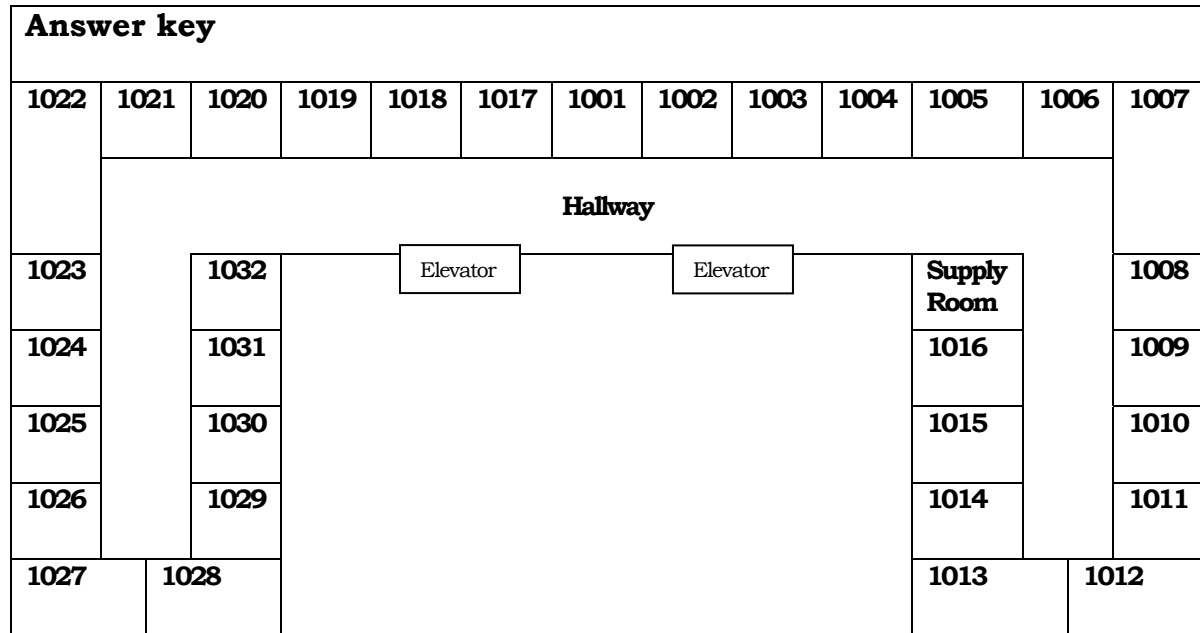 Answer key
1022 1021 1020 1019 1018 1017 1001 1002 1003 1004 1005 1006 1007
Hallway
Elevator Elevator
1023 1032 Supply 1008
Room
1024 1031 1016 1009
1025 1030 1015 1010
1026 1029 1014 1011
1027 1028 1013 1012